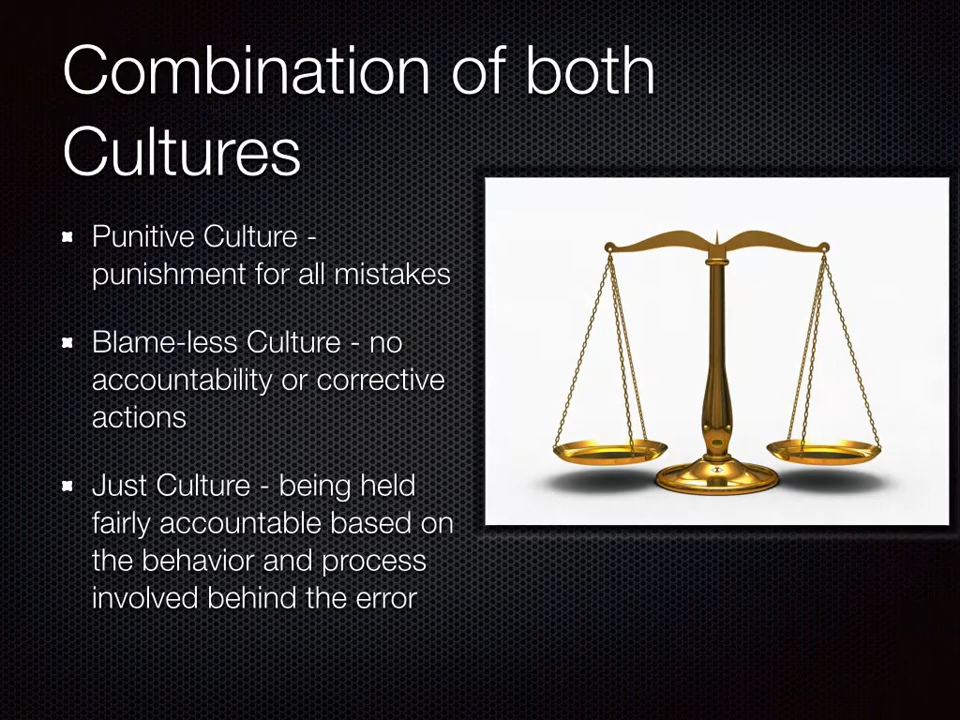 Combination of both
Cultures
Punitive Culture -
punishment for all mistakes
Blame-less Culture - no
accountability or corrective
actions
Just Culture - being held
fairly accountable based on
the behavior and process
involved behind the error